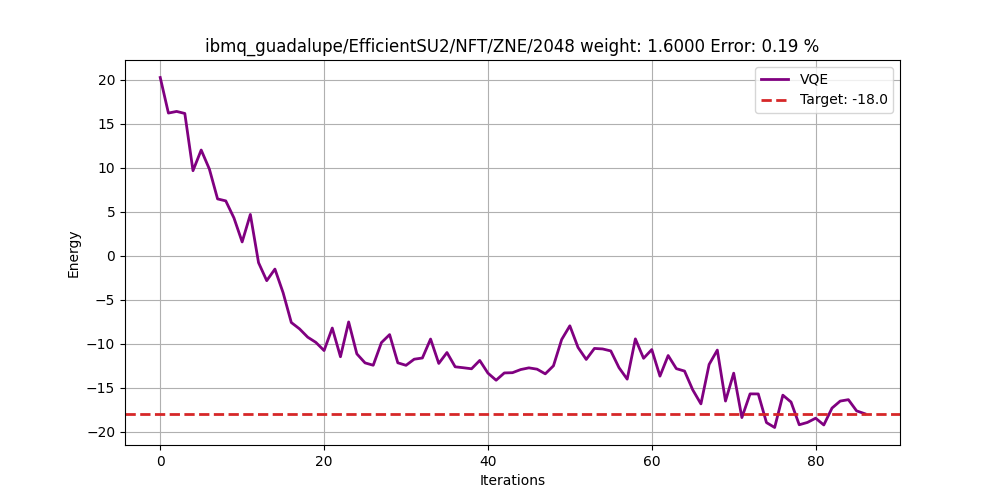 ibmq_guadalupe/EfficientSU2/NFT/ZNE/2048 weight: 1.6000 Error: 0.19 %
VQE
Target: -18.0
20
15
10
5
0
−5
−10
−15
−20
Energy
0 20 40 60 80
Iterations